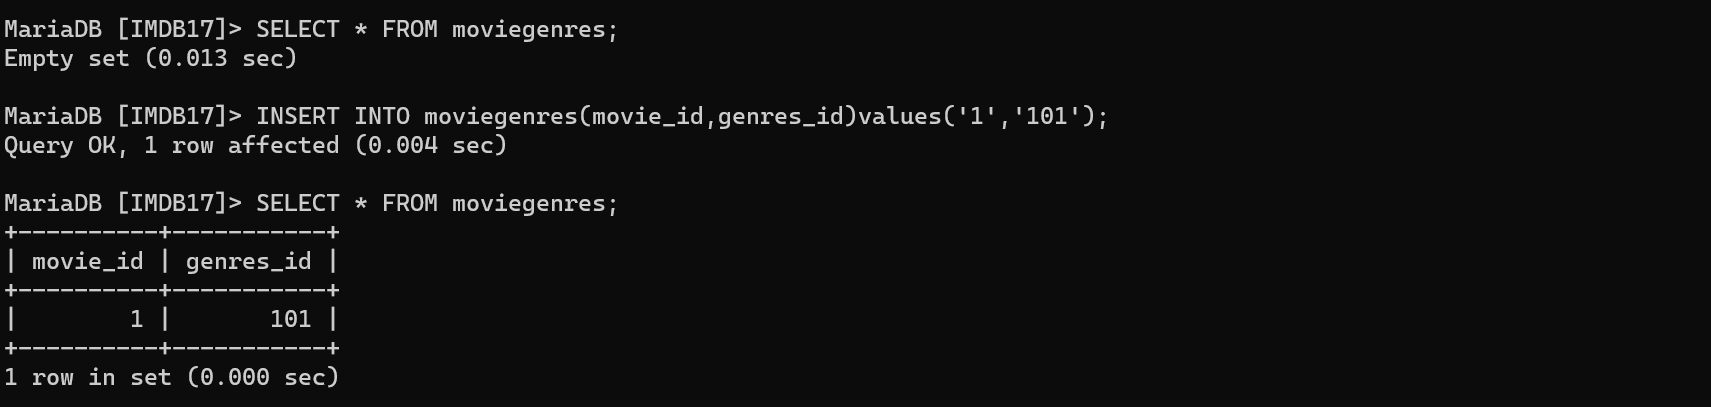 MariaDB [IMDB17]> SELECT * FROM moviegenres;
Empty set (0.013 sec)
MariaDB [IMDB17]> INSERT INTO moviegenres(movie_id,genres_id)values('1','101');
Query OK, 1 row affected (0.004 sec)
MariaDB [IMDB17]> SELECT * FROM moviegenres;
+----------+-----------+
| movie_id | genres_id |
+----------+-----------+
|        1 |       101 |
+----------+-----------+
1 row in set (0.000 sec)